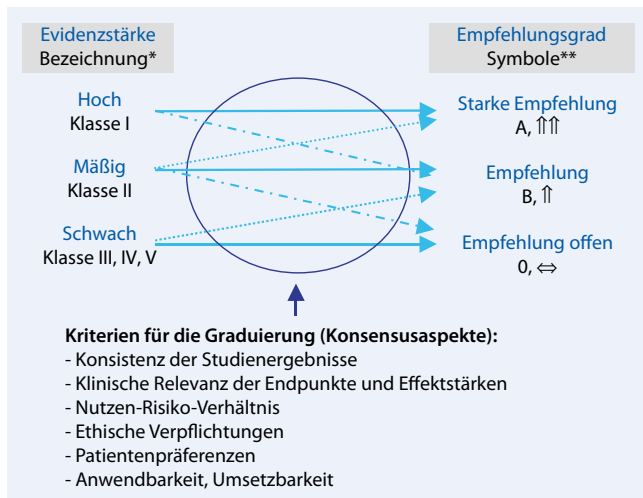 Evidenzstärke
Bezeichnung*
Empfehlungsgrad
Symbole**
Hoch
Klasse I
Starke Empfehlung
A, ⇑⇑
Mäßig
Klasse II
Empfehlung
B, ⇑
Schwach
Klasse III, IV, V
Empfehlung offen
0, ⇔
Kriterien für die Graduierung (Konsensusaspekte):
- Konsistenz der Studienergebnisse
- Klinische Relevanz der Endpunkte und Effektstärken
- Nutzen-Risiko-Verhältnis
- Ethische Verpflichtungen
- Patientenpräferenzen
- Anwendbarkeit, Umsetzbarkeit